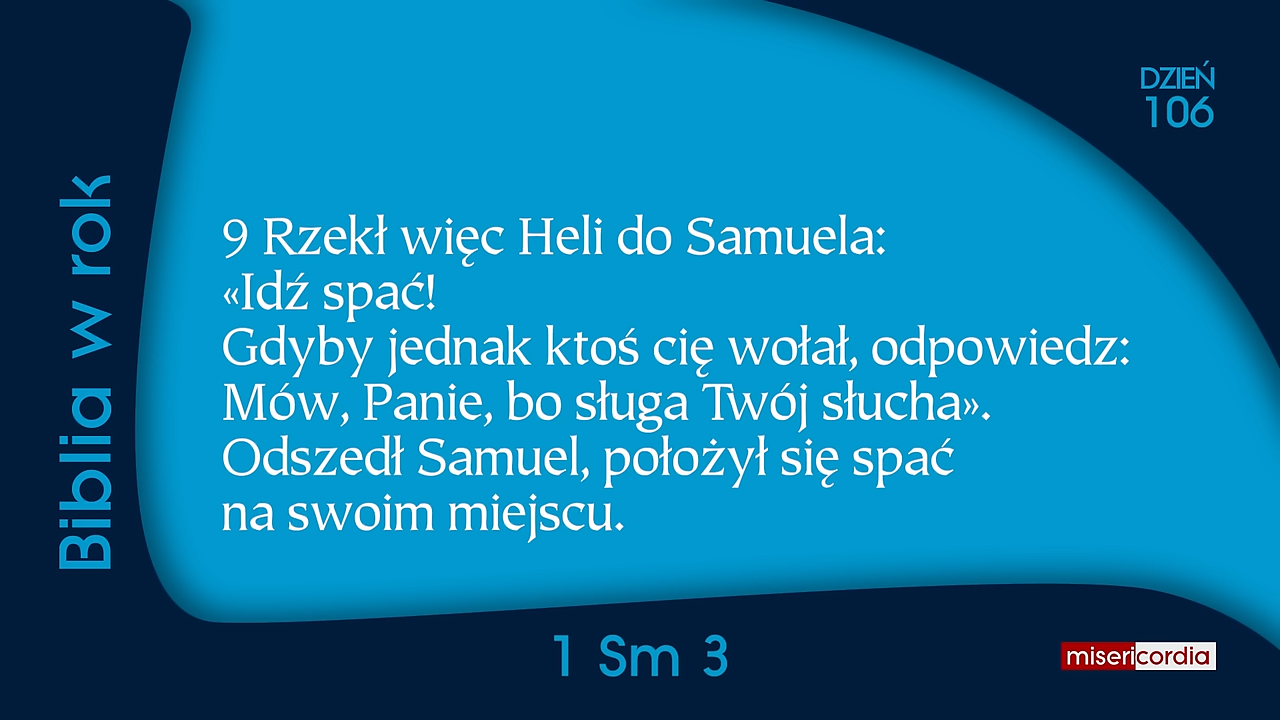 DZIEŃ
106
Biblia w rok
9 Rzekł więc Heli do Samuela:
«Idź spać!
Gdyby jednak ktoś cię wołał, odpowiedz:
Mów, Panie, bo sługa Twój słucha».
Odszedł Samuel, położył się spać
na swoim miejscu.
1 Sm 3
misericordia